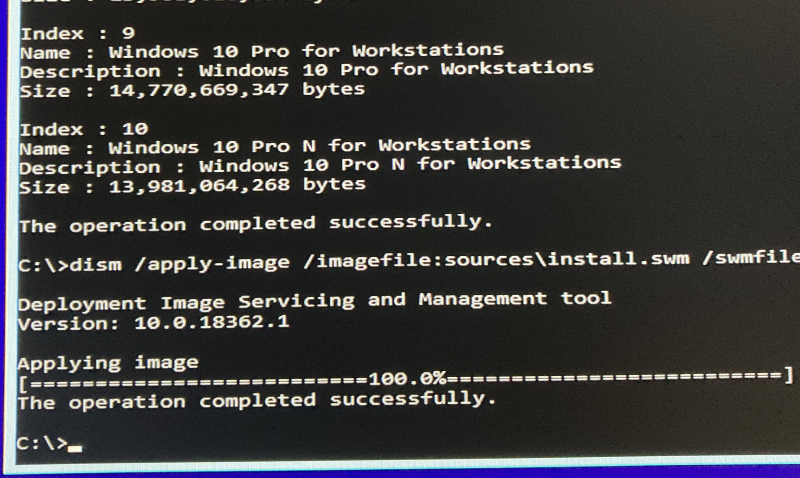 Index : 9
Name : Windows 10 Pro for Workstations
Description : Windows 10 Pro for Workstations
Size : 14,770,669,347 bytes
Index : 10
Name : Windows 10 Pro N for Workstations
Description : Windows 10 Pro N for Workstations
Size : 13,981,064,268 bytes
The operation completed successfully.
C:\>dism /apply-image /imagefile:sources\install.swm /swmfile
Deployment Image Servicing and Management tool
Version: 10.0.18362.1
Applying image
[==========================100.0%==========================]
The operation completed successfully.
C:\>